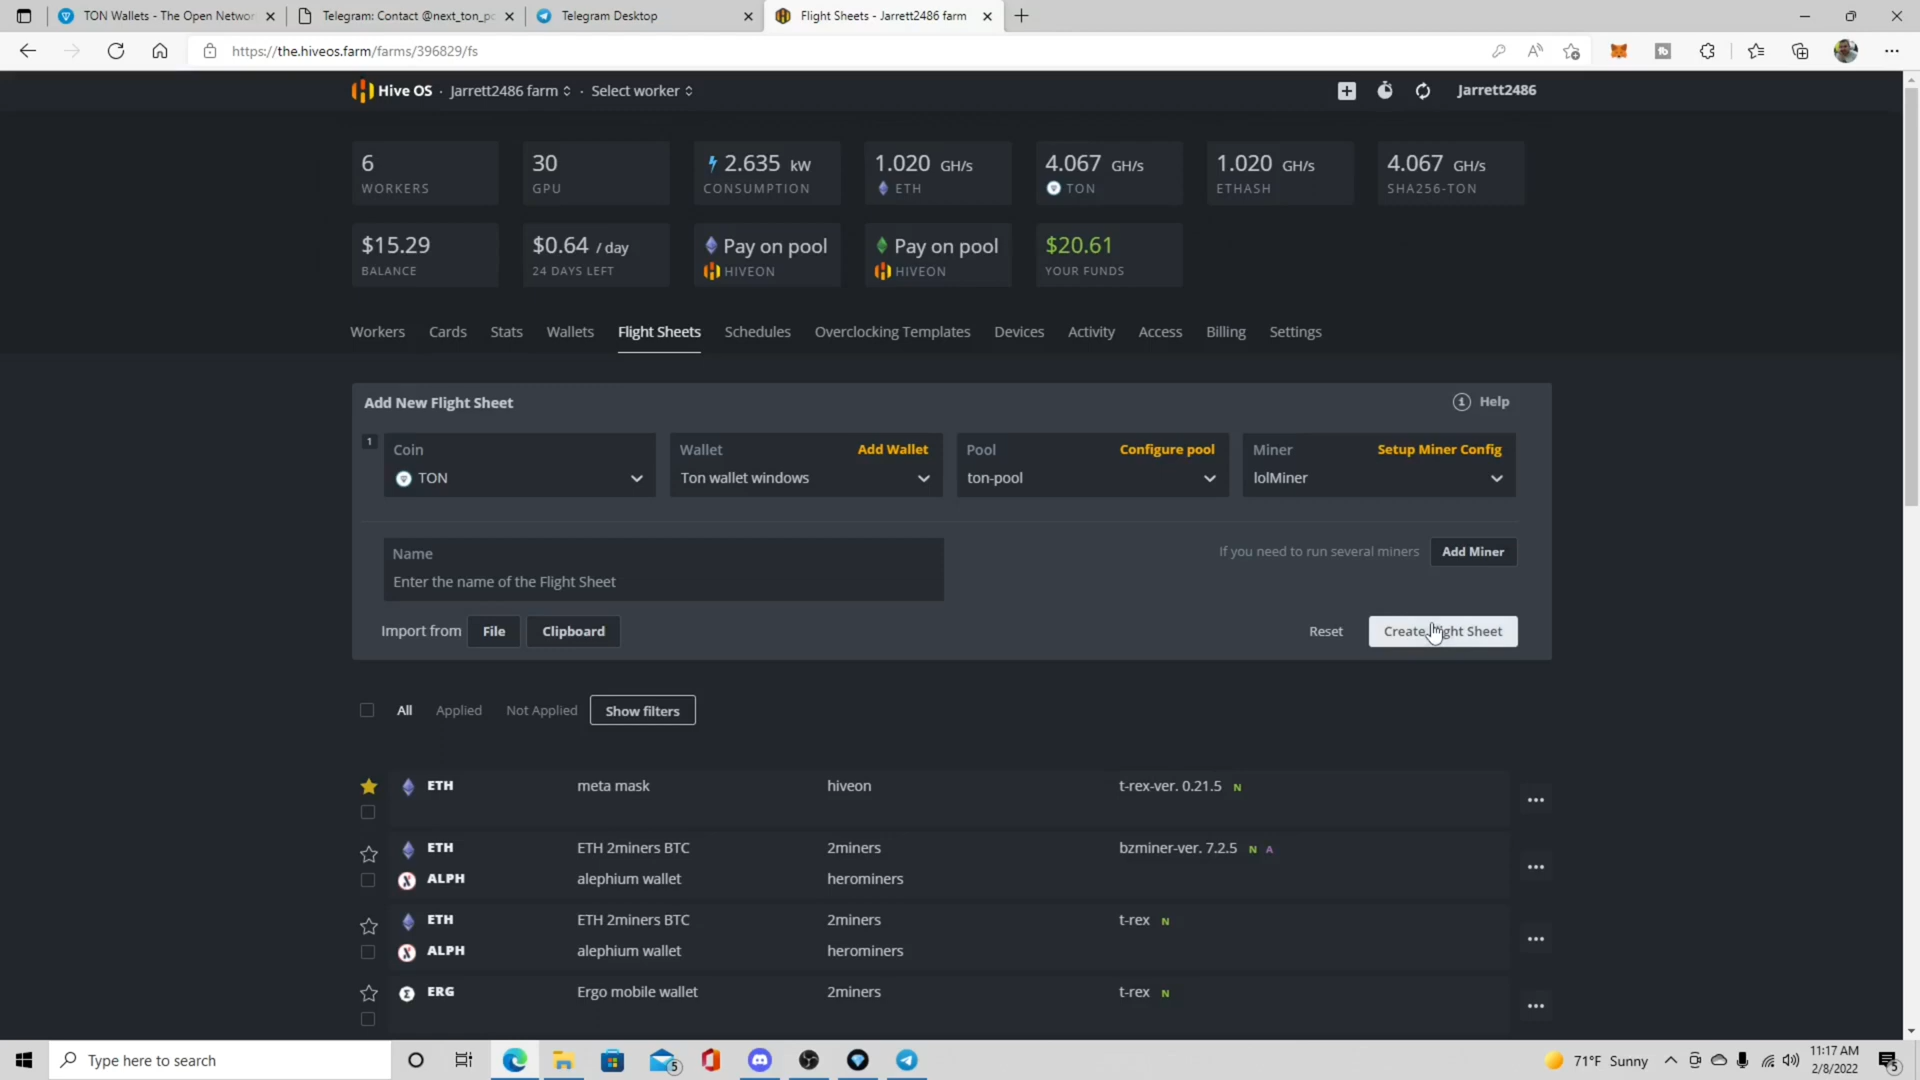 TON Wallets - The Open Networ
Telegram: Contact @next_ton_po
Telegram Desktop
Flight Sheets - Jarrett2486 farm
https://the.hiveos.farm/farms/396829/fs
Hive OS · Jarrett2486 farm · Select worker
Jarrett2486
6
WORKERS
30
GPU
2.635 kW
CONSUMPTION
1.020 GH/s
ETH
4.067 GH/s
TON
1.020 GH/s
ETHASH
4.067 GH/s
SHA256-TON
$15.29
BALANCE
$0.64 / day
24 DAYS LEFT
Pay on pool
HIVEON
Pay on pool
HIVEON
$20.61
YOUR FUNDS
Workers Cards Stats Wallets Flight Sheets Schedules Overclocking Templates Devices Activity Access Billing Settings
Add New Flight Sheet
Help
1
Coin
TON
Wallet Add Wallet
Ton wallet windows
Pool Configure pool
ton-pool
Miner Setup Miner Config
lolMiner
Name
Enter the name of the Flight Sheet
If you need to run several miners Add Miner
Import from File Clipboard
Reset Create Flight Sheet
All Applied Not Applied Show filters
ETH meta mask hiveon t-rex-ver. 0.21.5 N
ETH ETH 2miners BTC 2miners bzminer-ver. 7.2.5 N A
ALPH alephium wallet herominers
ETH ETH 2miners BTC 2miners t-rex N
ALPH alephium wallet herominers
ERG Ergo mobile wallet 2miners t-rex N
Type here to search
5
71°F Sunny
11:17 AM
2/8/2022
5